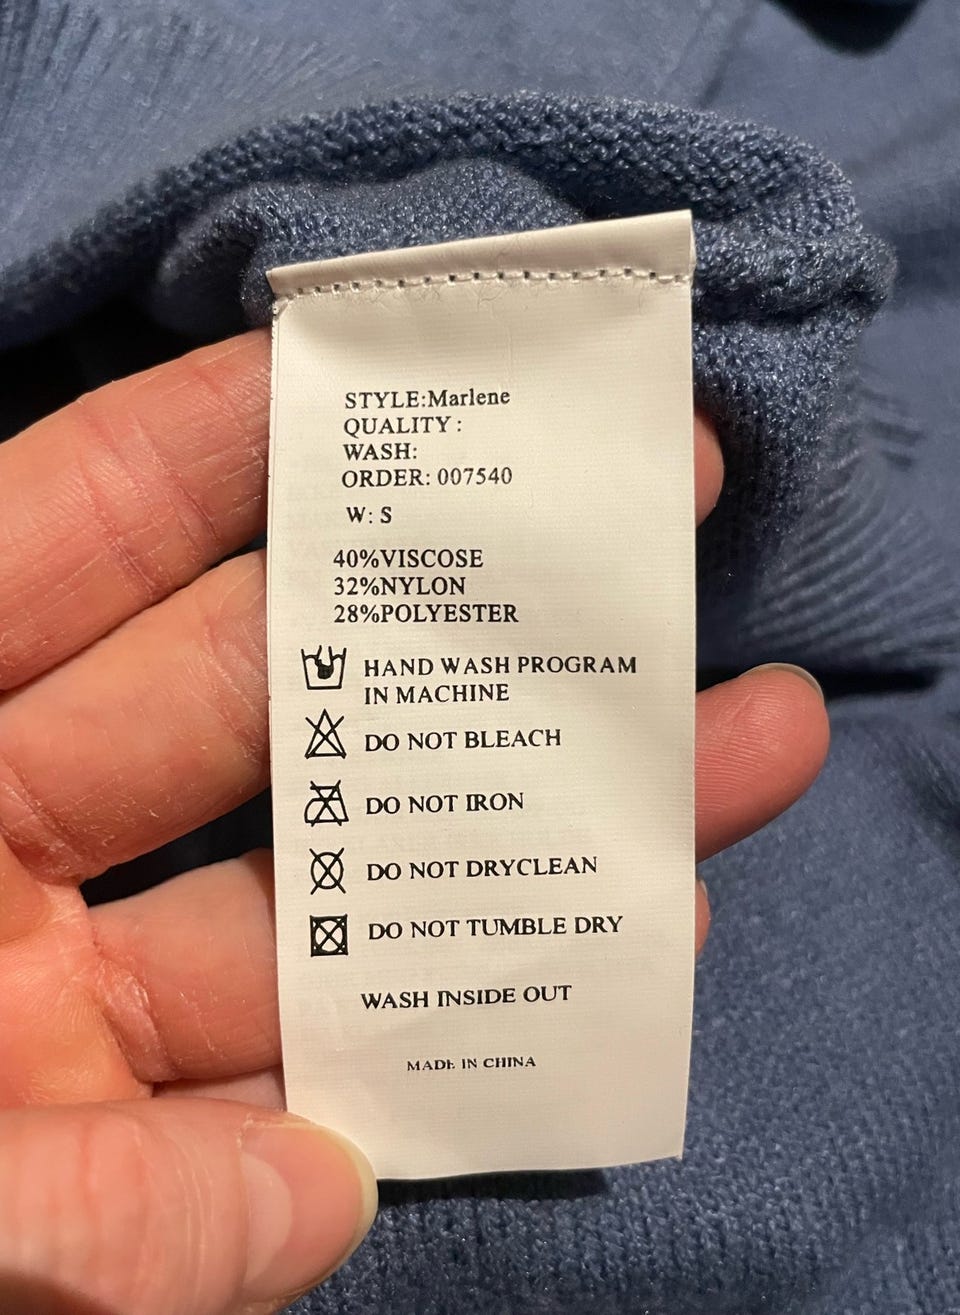 STYLE:Marlene
QUALITY :
WASH:
ORDER: 007540
W: S
40%VISCOSE
32%NYLON
28%POLYESTER
HAND WASH PROGRAM
IN MACHINE
DO NOT BLEACH
DO NOT IRON
DO NOT DRYCLEAN
DO NOT TUMBLE DRY
WASH INSIDE OUT
MADE IN CHINA